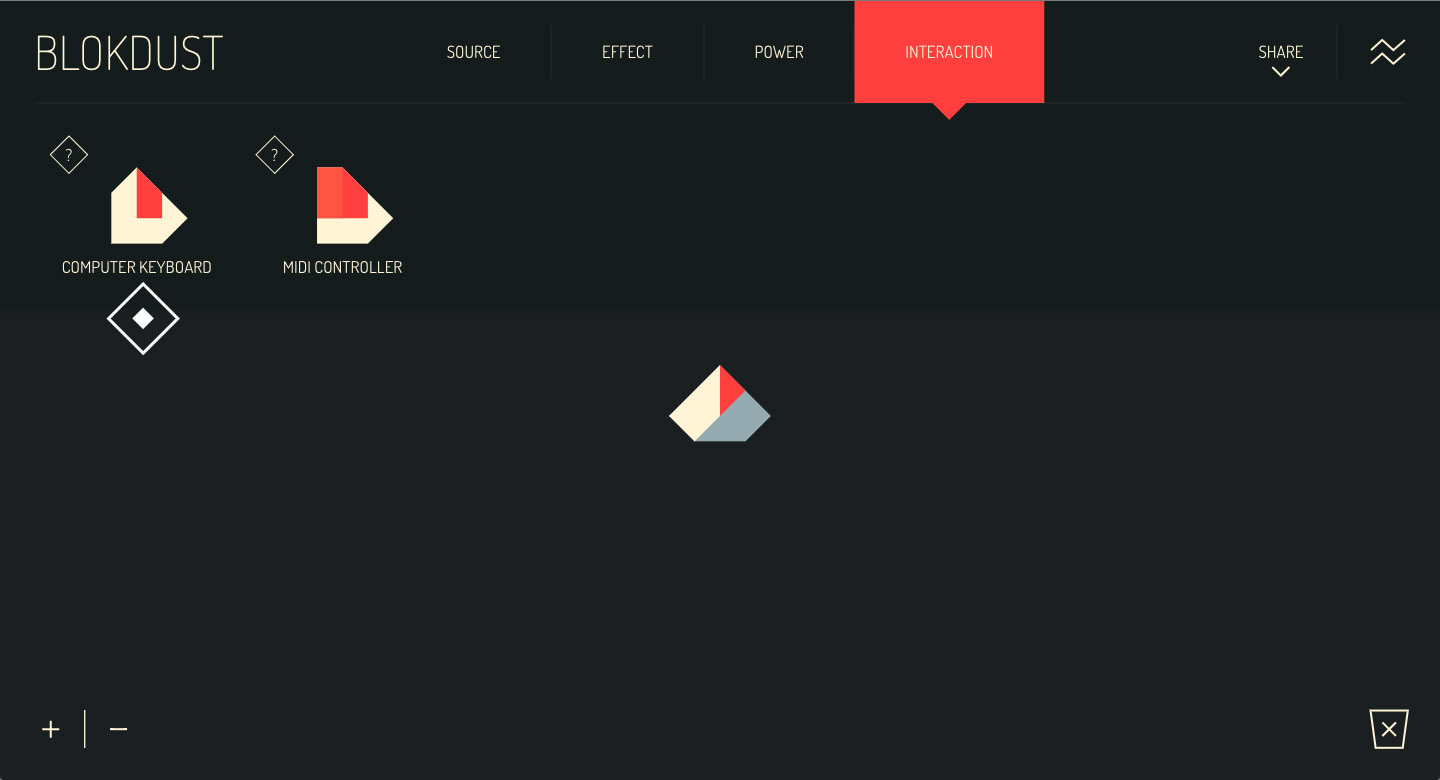 BLOKDUST
SOURCE
EFFECT
POWER
INTERACTION
SHARE
?
?
COMPUTER KEYBOARD
MIDI CONTROLLER